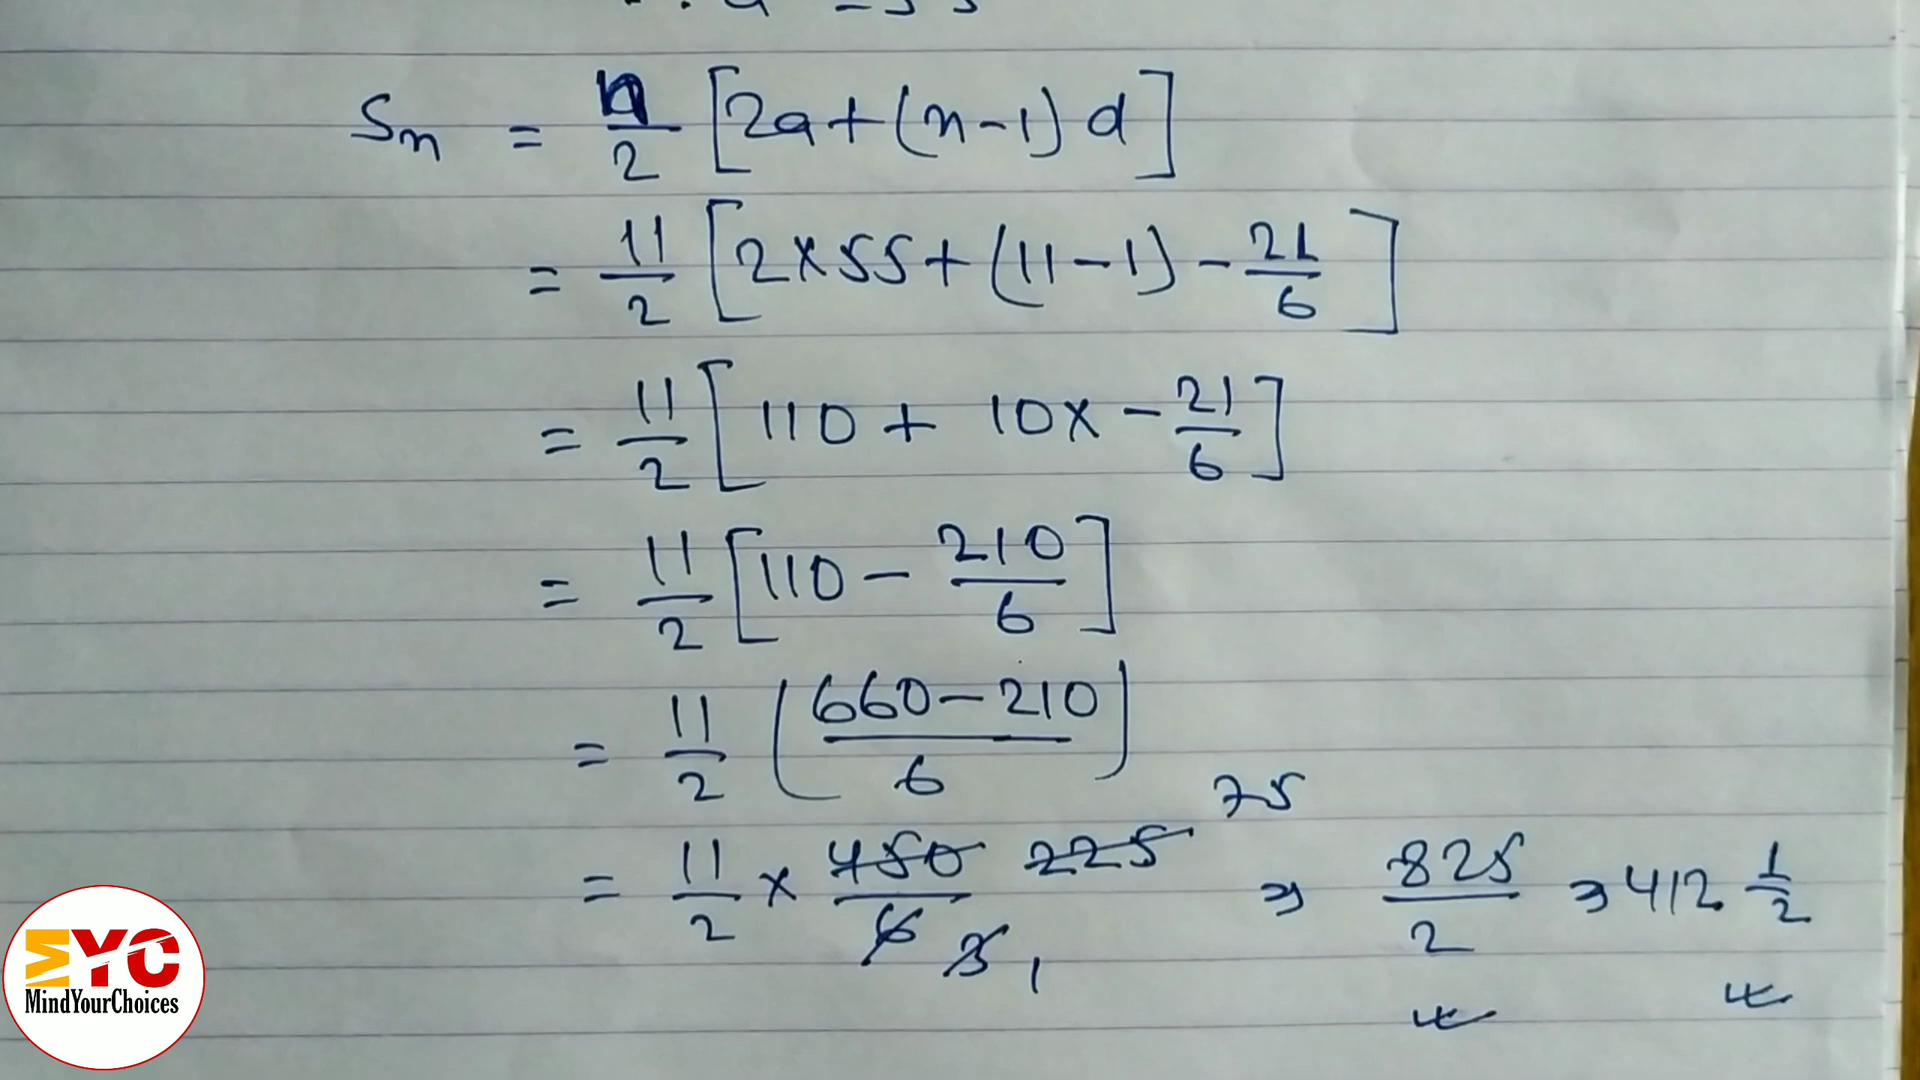 Sn = n/2 [2a+(n-1)d]
= 11/2 [2×55+(11-1)-21/6]
= 11/2 [110+ 10×-21/6]
= 11/2 [110-210/6]
= 11/2 (660-210/6)
75
= 11/2 × 450/6 225 3 1 ⇒ 825/2 ⇒ 412 1/2
MYC
MindYourChoices